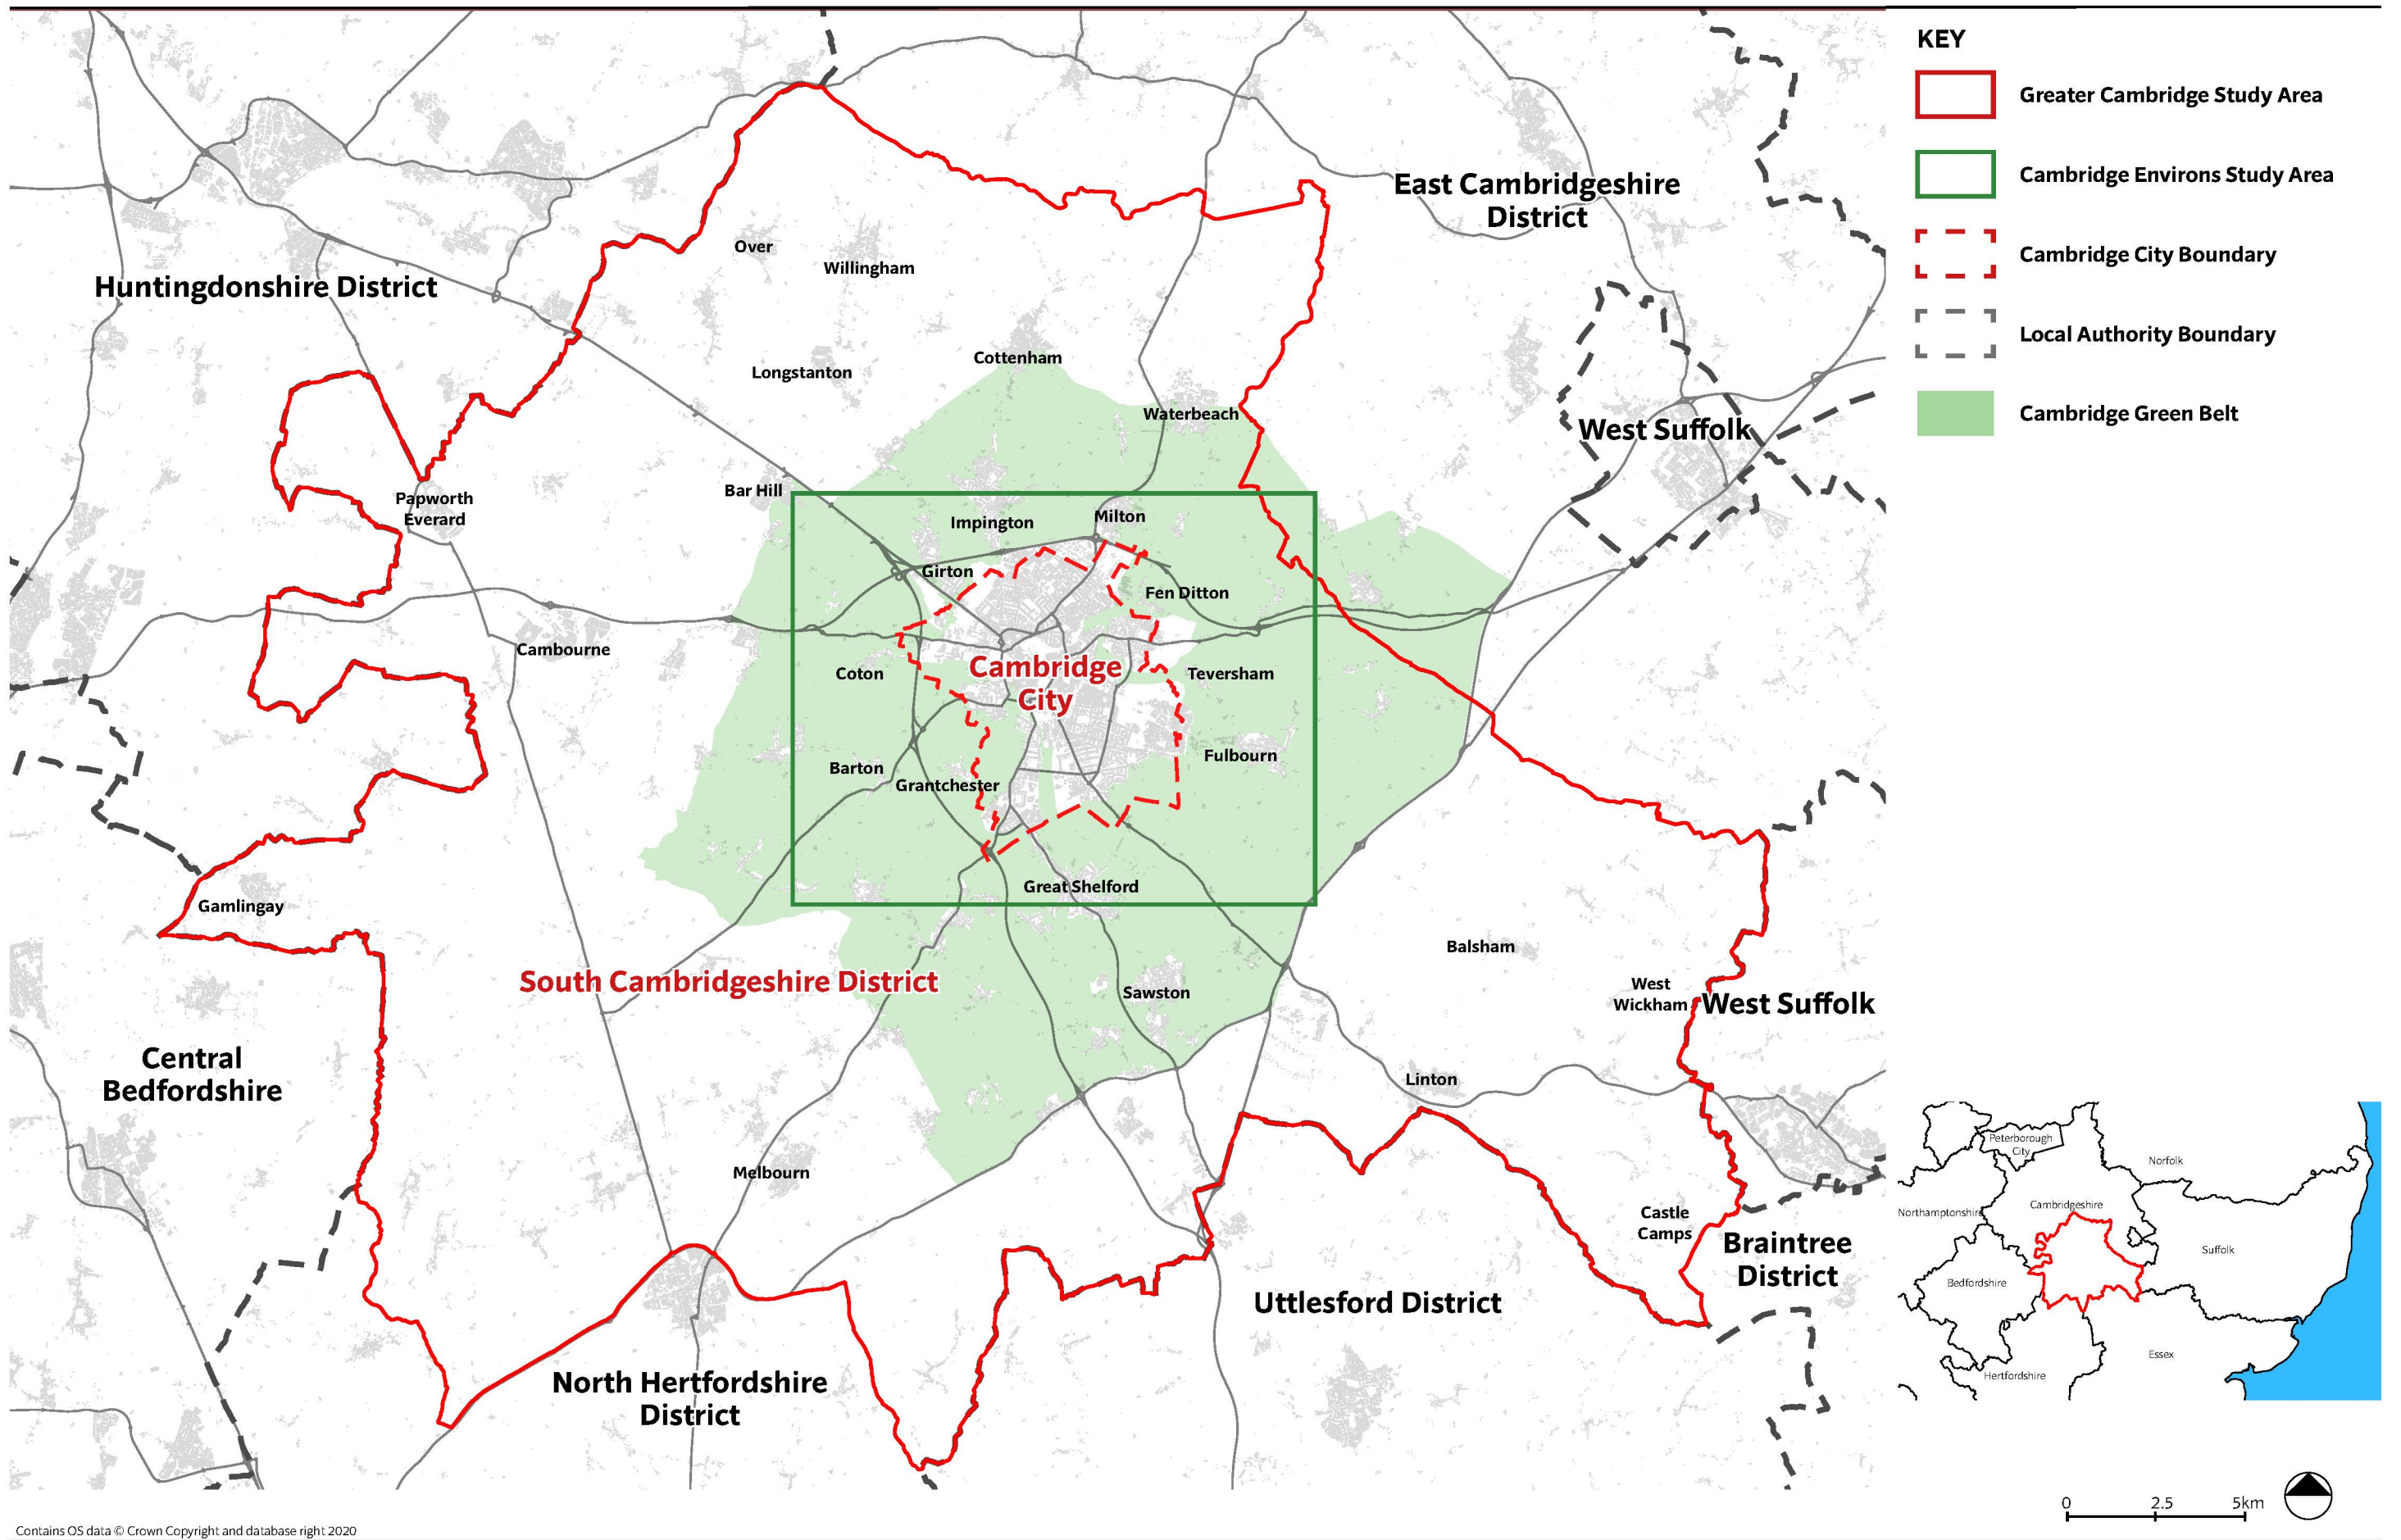 KEY
Greater Cambridge Study Area
Cambridge Environs Study Area
Cambridge City Boundary
Local Authority Boundary
Cambridge Green Belt
East Cambridgeshire
District
Over
Willingham
Huntingdonshire District
Cottenham
Longstanton
Waterbeach
West Suffolk
Bar Hill
Papworth
Everard
Impington
Milton
Girton
Fen Ditton
Cambourne
Coton
Cambridge
City
Teversham
Barton
Grantchester
Fulbourn
Great Shelford
Gamlingay
Balsham
South Cambridgeshire District
Sawston
West
Wickham
West Suffolk
Central
Bedfordshire
Linton
Melbourn
Castle
Camps
Braintree
District
Uttlesford District
North Hertfordshire
District
Peterborough
City
Norfolk
Cambridgeshire
Northamptonshire
Suffolk
Bedfordshire
Essex
Hertfordshire
0 2.5 5km
Contains OS data © Crown Copyright and database right 2020